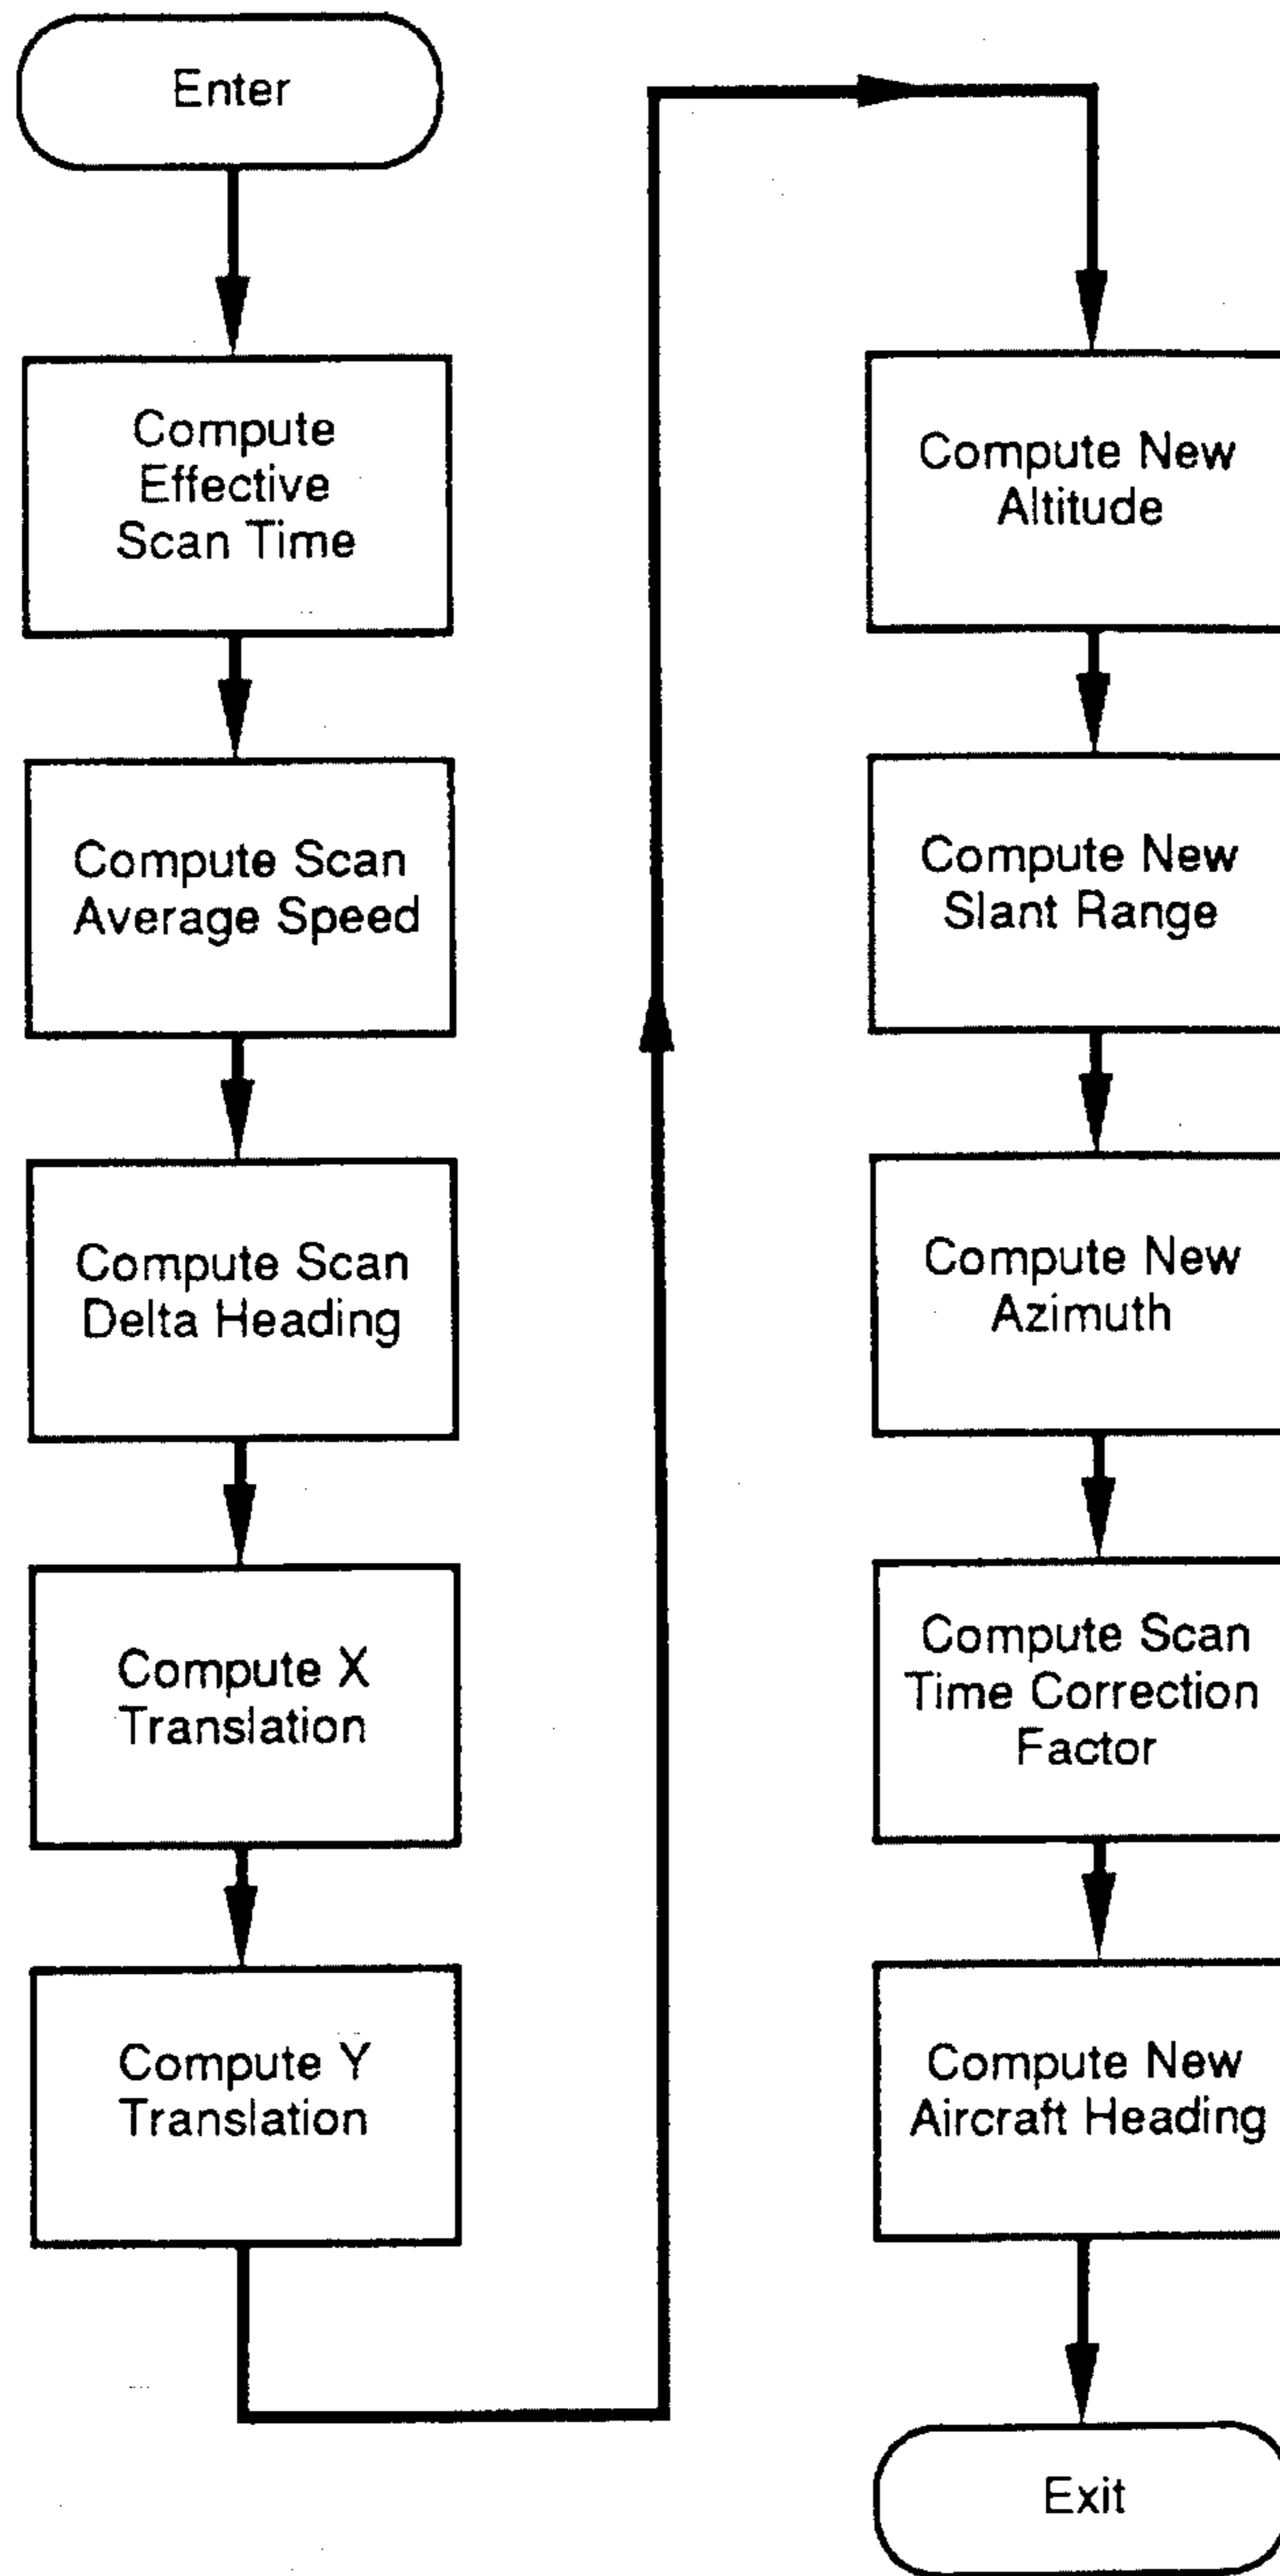 Enter
Compute
Effective
Scan Time
Compute Scan
Average Speed
Compute Scan
Delta Heading
Compute X
Translation
Compute Y
Translation
Compute New
Altitude
Compute New
Slant Range
Compute New
Azimuth
Compute Scan
Time Correction
Factor
Compute New
Aircraft Heading
Exit